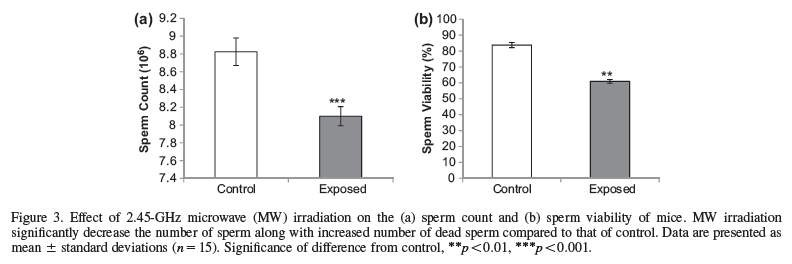 (a) 9.2
9
8.8
8.6
8.4
8.2
8
7.8
7.6
7.4
Sperm Count (10⁶)
***
Control Exposed
(b) 100
90
80
70
60
50
40
30
20
10
0
Sperm Viability (%)
**
Control Exposed
Figure 3. Effect of 2.45-GHz microwave (MW) irradiation on the (a) sperm count and (b) sperm viability of mice. MW irradiation
significantly decrease the number of sperm along with increased number of dead sperm compared to that of control. Data are presented as
mean ± standard deviations (n = 15). Significance of difference from control, **p<0.01, ***p<0.001.